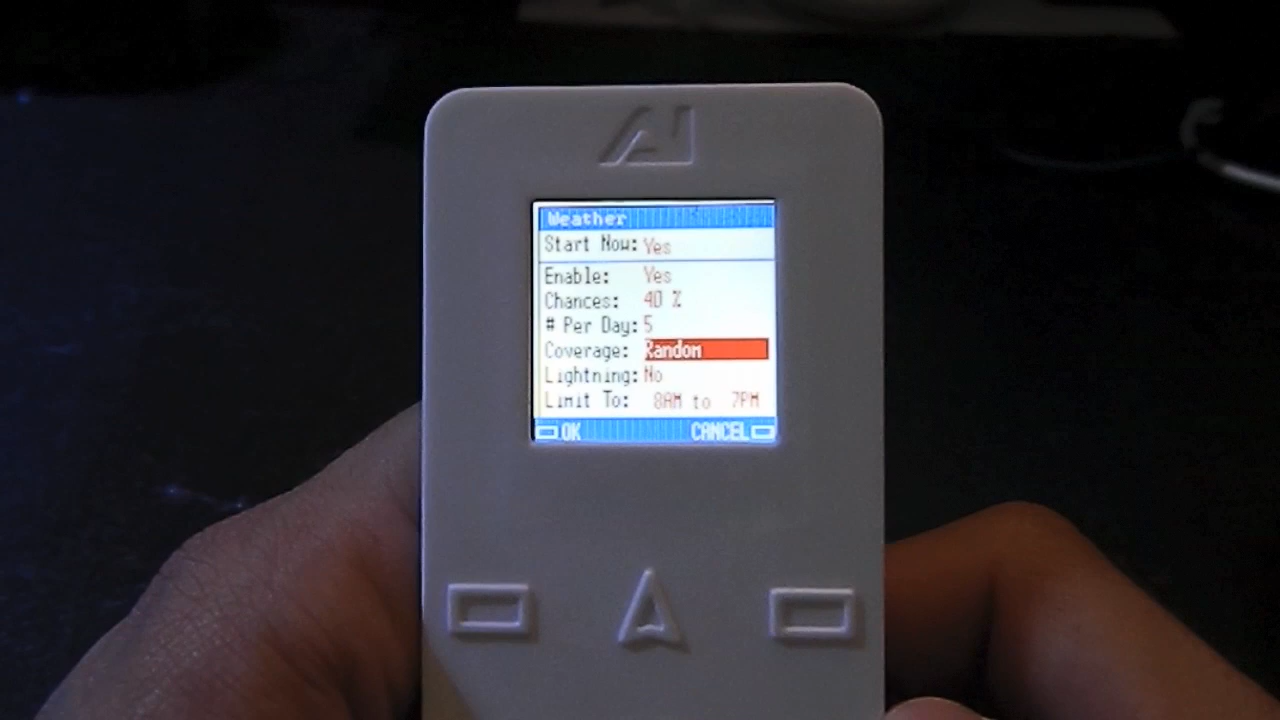 AI
Weather
Start Now: Yes
Enable: Yes
Chances: 40 %
# Per Day: 5
Coverage: Random
Lightning: No
Limit To: 8AM to 7PM
OK CANCEL